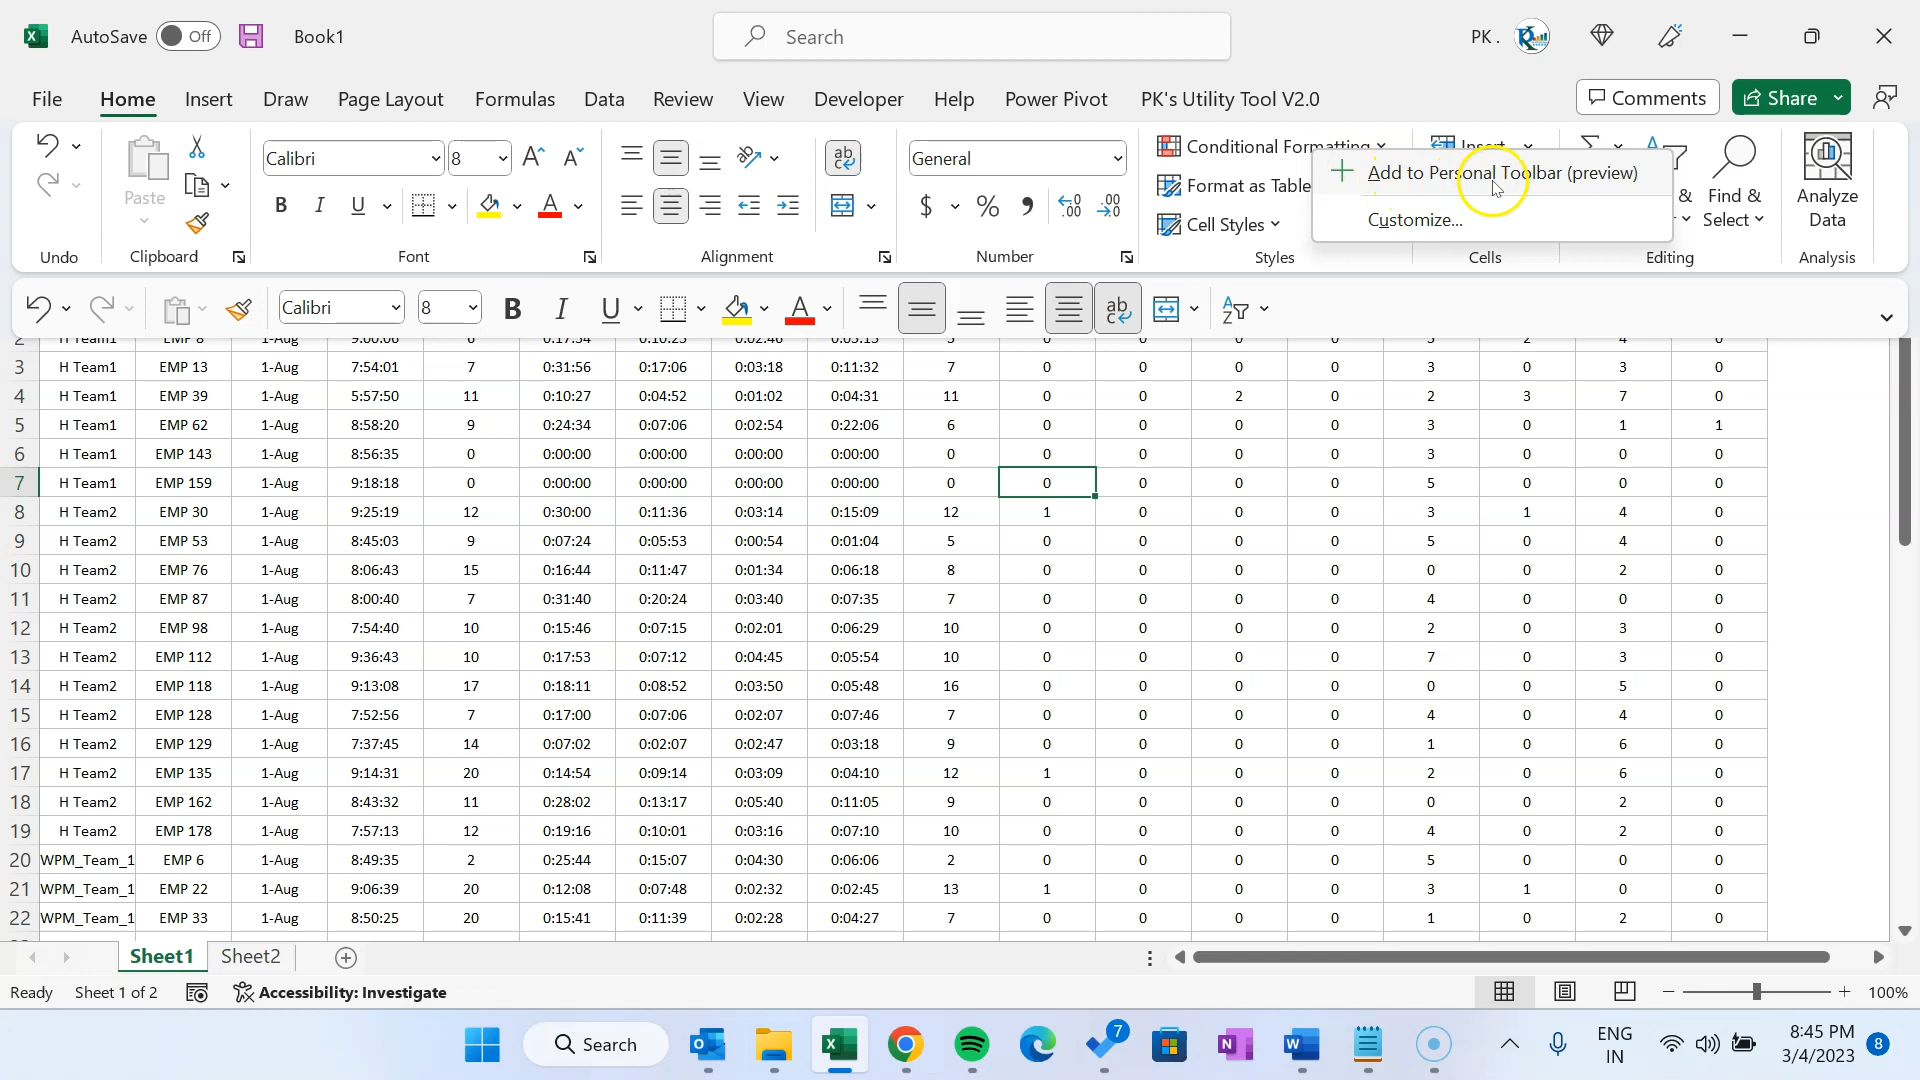 AutoSave Off Book1 Search PK .
File Home Insert Draw Page Layout Formulas Data Review View Developer Help Power Pivot PK's Utility Tool V2.0 Comments Share
Calibri 8 ab General Conditional Formatting Insert
Add to Personal Toolbar (preview)
Paste Format as Table & Find & Analyze
B I U A $ % , Cell Styles Customize... Select Data
Undo Clipboard Font Alignment Number Styles Cells Editing Analysis
Calibri 8 B I U A ab
2 H Team1 EMP 8 1-Aug 9:00:06 6 0:17:54 0:10:25 0:02:46 0:05:15 5 0 0 0 0 5 2 4 0
3 H Team1 EMP 13 1-Aug 7:54:01 7 0:31:56 0:17:06 0:03:18 0:11:32 7 0 0 0 0 3 0 3 0
4 H Team1 EMP 39 1-Aug 5:57:50 11 0:10:27 0:04:52 0:01:02 0:04:31 11 0 0 2 0 2 3 7 0
5 H Team1 EMP 62 1-Aug 8:58:20 9 0:24:34 0:07:06 0:02:54 0:22:06 6 0 0 0 0 3 0 1 1
6 H Team1 EMP 143 1-Aug 8:56:35 0 0:00:00 0:00:00 0:00:00 0:00:00 0 0 0 0 0 3 0 0 0
7 H Team1 EMP 159 1-Aug 9:18:18 0 0:00:00 0:00:00 0:00:00 0:00:00 0 0 0 0 0 5 0 0 0
8 H Team2 EMP 30 1-Aug 9:25:19 12 0:30:00 0:11:36 0:03:14 0:15:09 12 1 0 0 0 3 1 4 0
9 H Team2 EMP 53 1-Aug 8:45:03 9 0:07:24 0:05:53 0:00:54 0:01:04 5 0 0 0 0 5 0 4 0
10 H Team2 EMP 76 1-Aug 8:06:43 15 0:16:44 0:11:47 0:01:34 0:06:18 8 0 0 0 0 0 0 2 0
11 H Team2 EMP 87 1-Aug 8:00:40 7 0:31:40 0:20:24 0:03:40 0:07:35 7 0 0 0 0 4 0 0 0
12 H Team2 EMP 98 1-Aug 7:54:40 10 0:15:46 0:07:15 0:02:01 0:06:29 10 0 0 0 0 2 0 3 0
13 H Team2 EMP 112 1-Aug 9:36:43 10 0:17:53 0:07:12 0:04:45 0:05:54 10 0 0 0 0 7 0 3 0
14 H Team2 EMP 118 1-Aug 9:13:08 17 0:18:11 0:08:52 0:03:50 0:05:48 16 0 0 0 0 0 0 5 0
15 H Team2 EMP 128 1-Aug 7:52:56 7 0:17:00 0:07:06 0:02:07 0:07:46 7 0 0 0 0 4 0 4 0
16 H Team2 EMP 129 1-Aug 7:37:45 14 0:07:02 0:02:07 0:02:47 0:03:18 9 0 0 0 0 1 0 6 0
17 H Team2 EMP 135 1-Aug 9:14:31 20 0:14:54 0:09:14 0:03:09 0:04:10 12 1 0 0 0 2 0 6 0
18 H Team2 EMP 162 1-Aug 8:43:32 11 0:28:02 0:13:17 0:05:40 0:11:05 9 0 0 0 0 0 0 2 0
19 H Team2 EMP 178 1-Aug 7:57:13 12 0:19:16 0:10:01 0:03:16 0:07:10 10 0 0 0 0 4 0 2 0
20 WPM_Team_1 EMP 6 1-Aug 8:49:35 2 0:25:44 0:15:07 0:04:30 0:06:06 2 0 0 0 0 5 0 0 0
21 WPM_Team_1 EMP 22 1-Aug 9:06:39 20 0:12:08 0:07:48 0:02:32 0:02:45 13 1 0 0 0 3 1 0 0
22 WPM_Team_1 EMP 33 1-Aug 8:50:25 20 0:15:41 0:11:39 0:02:28 0:04:27 7 0 0 0 0 1 0 2 0
Sheet1 Sheet2
Ready Sheet 1 of 2 Accessibility: Investigate 100%
Search 7 ENG 8:45 PM
IN 3/4/2023 8